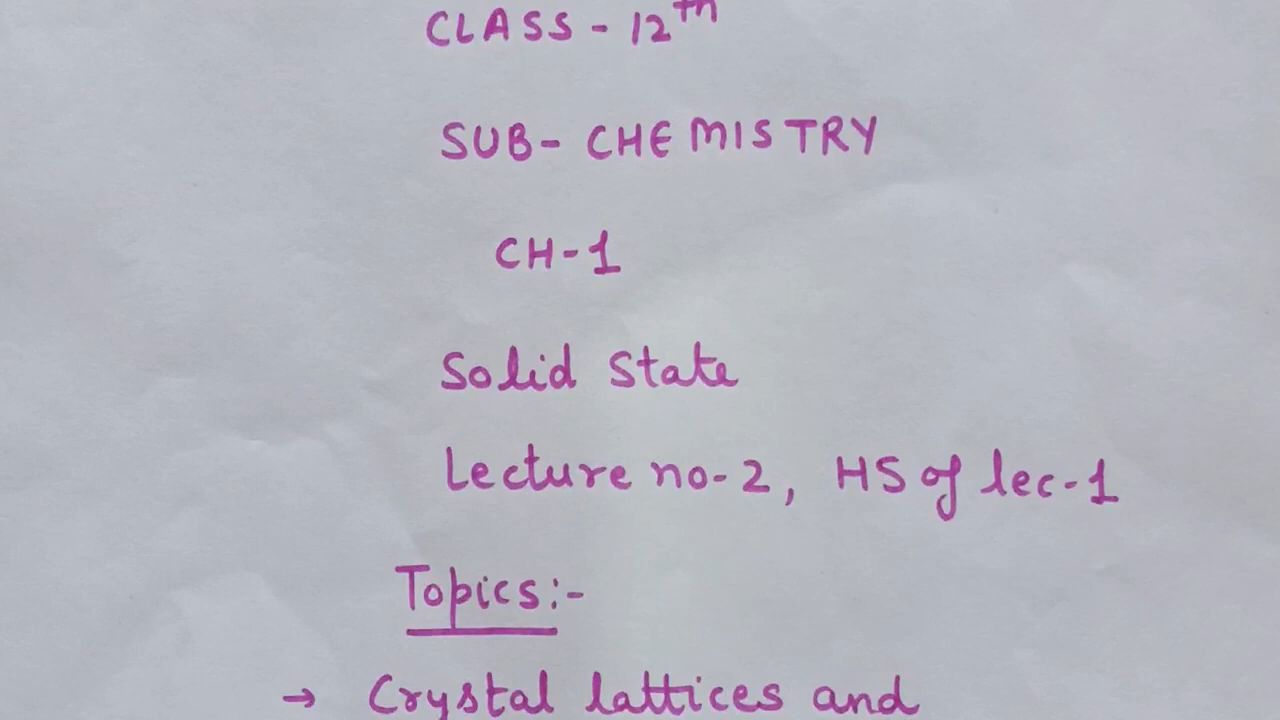 CLASS - 12th
SUB- CHEMISTRY
CH-1
Solid State
Lecture no-2, HS of lec-1
Topics:-
→ Crystal lattices and